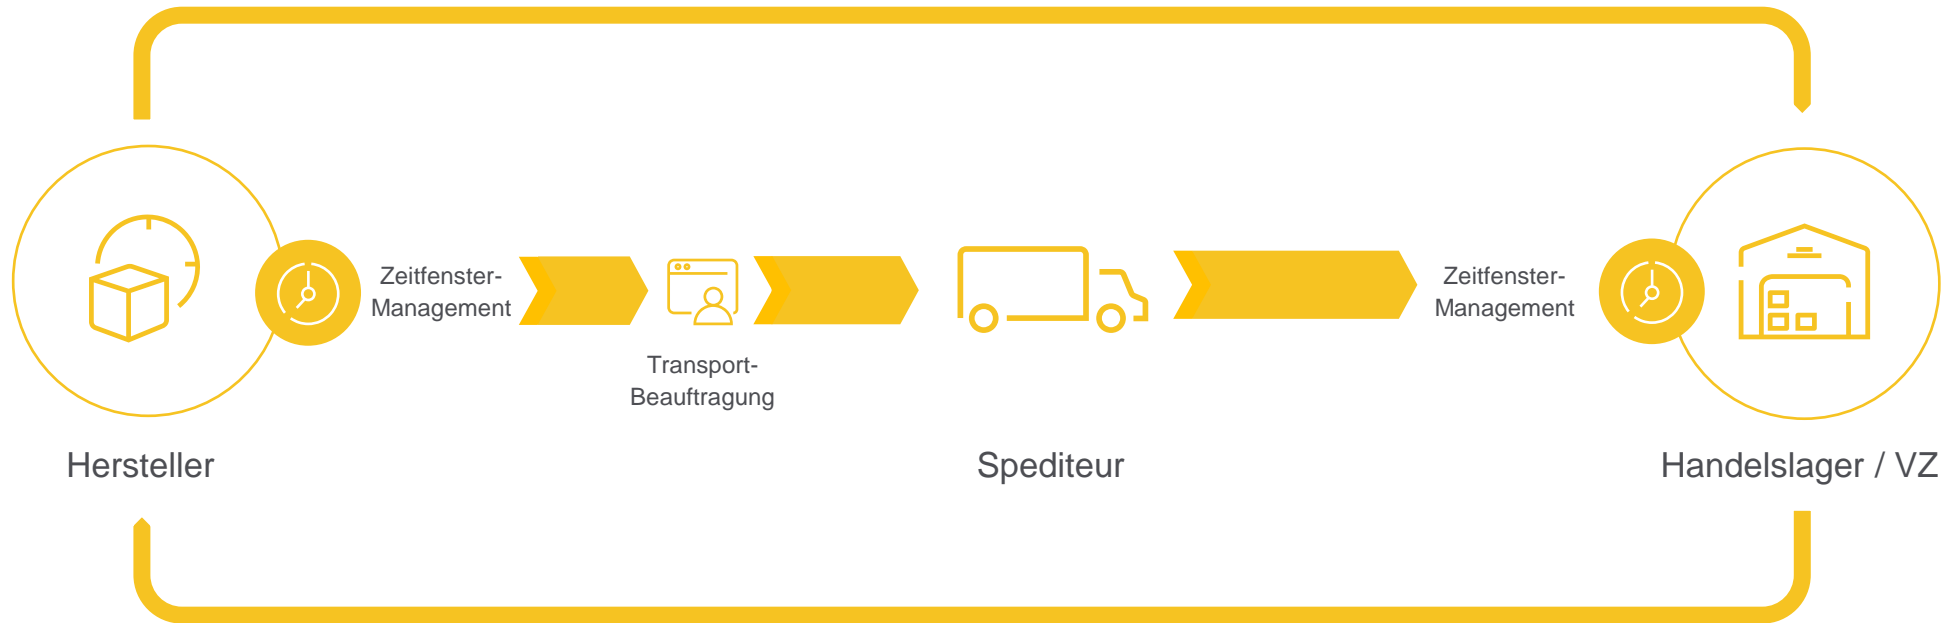 Zeitfenster-
Management
Transport-
Beauftragung
Zeitfenster-
Management
Hersteller
Spediteur
Handelslager / VZ